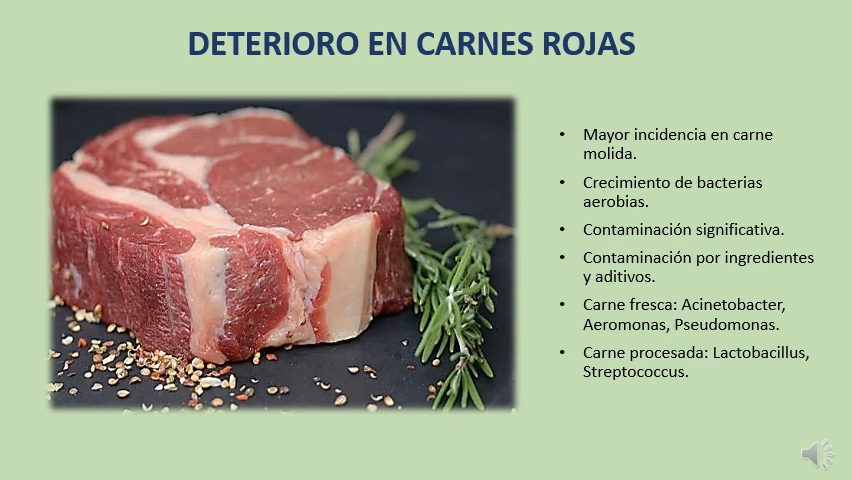 DETERIORO EN CARNES ROJAS
• Mayor incidencia en carne
molida.
• Crecimiento de bacterias
aerobias.
• Contaminación significativa.
• Contaminación por ingredientes
y aditivos.
• Carne fresca: Acinetobacter,
Aeromonas, Pseudomonas.
• Carne procesada: Lactobacillus,
Streptococcus.